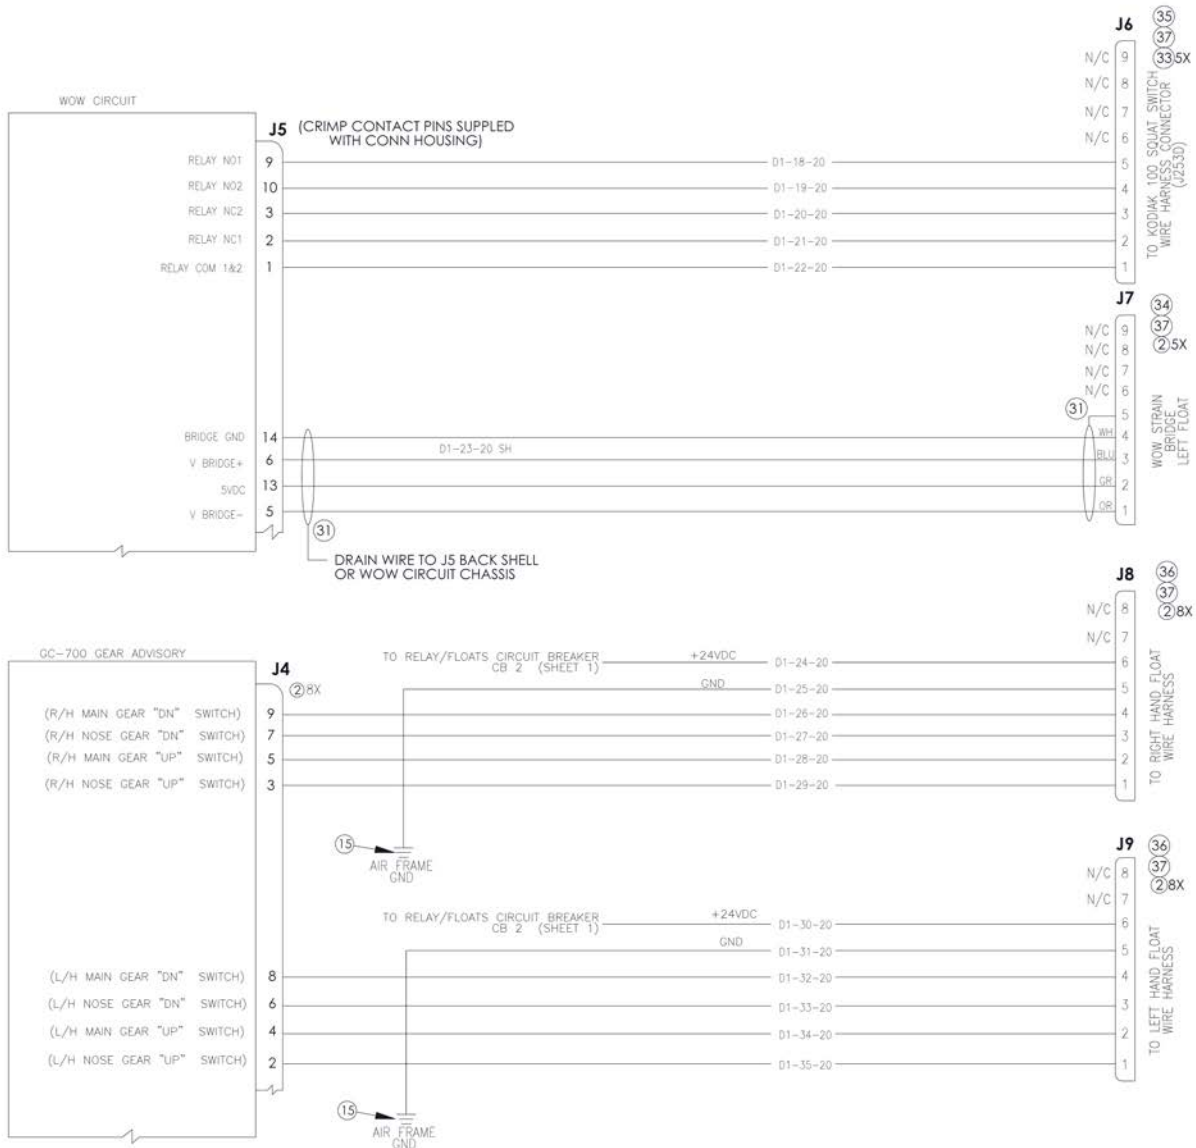 J6
35
37
33 5X
N/C 9
N/C 8
N/C 7
N/C 6
5
4
3
2
1
TO KODIAK 100 SQUAT SWITCH
WIRE HARNESS CONNECTOR
(J253D)
WOW CIRCUIT
J5 (CRIMP CONTACT PINS SUPPLED
WITH CONN HOUSING)
RELAY NO1 9 D1-18-20
RELAY NO2 10 D1-19-20
RELAY NC2 3 D1-20-20
RELAY NC1 2 D1-21-20
RELAY COM 1&2 1 D1-22-20
J7
34
37
2 5X
N/C 9
N/C 8
N/C 7
N/C 6
31 5
BRIDGE GND 14 WH 4
D1-23-20 SH
V BRIDGE+ 6 BLU 3
5VDC 13 GR 2
V BRIDGE- 5 OR 1
WOW STRAIN
BRIDGE
LEFT FLOAT
31
DRAIN WIRE TO J5 BACK SHELL
OR WOW CIRCUIT CHASSIS
J8
36
37
2 8X
N/C 8
N/C 7
GC-700 GEAR ADVISORY
J4
2 8X
TO RELAY/FLOATS CIRCUIT BREAKER
CB 2 (SHEET 1)
+24VDC D1-24-20 6
GND D1-25-20 5
(R/H MAIN GEAR "DN" SWITCH) 9 D1-26-20 4
(R/H NOSE GEAR "DN" SWITCH) 7 D1-27-20 3
(R/H MAIN GEAR "UP" SWITCH) 5 D1-28-20 2
(R/H NOSE GEAR "UP" SWITCH) 3 D1-29-20 1
TO RIGHT HAND FLOAT
WIRE HARNESS
15
AIR FRAME
GND
J9
36
37
2 8X
N/C 8
N/C 7
TO RELAY/FLOATS CIRCUIT BREAKER
CB 2 (SHEET 1)
+24VDC D1-30-20 6
GND D1-31-20 5
(L/H MAIN GEAR "DN" SWITCH) 8 D1-32-20 4
(L/H NOSE GEAR "DN" SWITCH) 6 D1-33-20 3
(L/H MAIN GEAR "UP" SWITCH) 4 D1-34-20 2
(L/H NOSE GEAR "UP" SWITCH) 2 D1-35-20 1
TO LEFT HAND FLOAT
WIRE HARNESS
15
AIR FRAME
GND